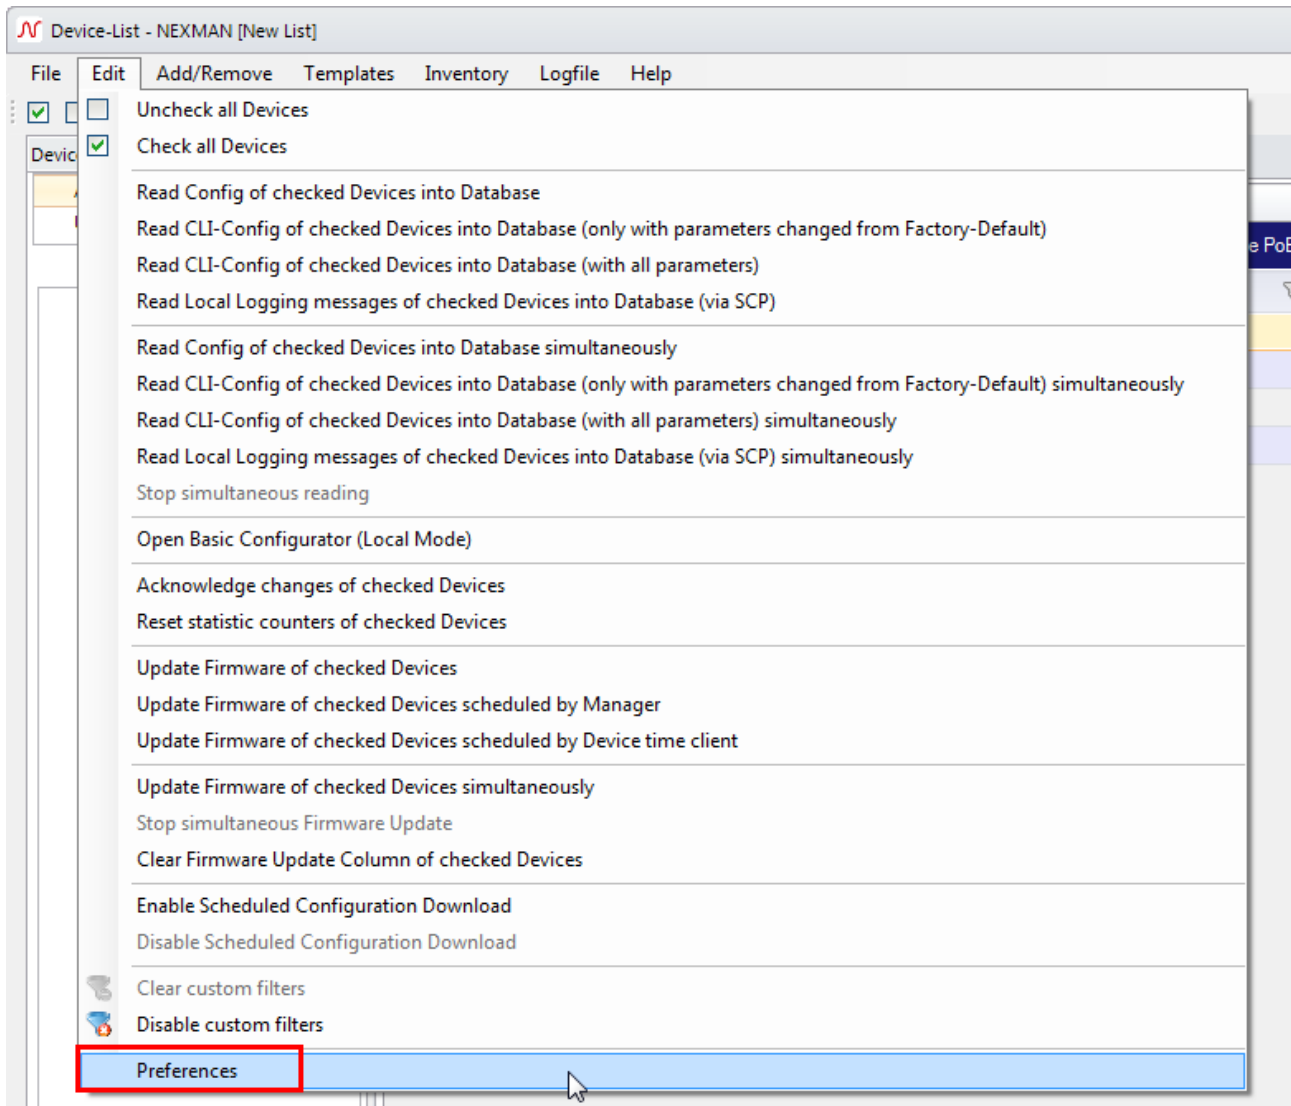 Device-List - NEXMAN [New List]
File Edit Add/Remove Templates Inventory Logfile Help
Uncheck all Devices
Check all Devices
Read Config of checked Devices into Database
Read CLI-Config of checked Devices into Database (only with parameters changed from Factory-Default)
Read CLI-Config of checked Devices into Database (with all parameters)
Read Local Logging messages of checked Devices into Database (via SCP)
Read Config of checked Devices into Database simultaneously
Read CLI-Config of checked Devices into Database (only with parameters changed from Factory-Default) simultaneously
Read CLI-Config of checked Devices into Database (with all parameters) simultaneously
Read Local Logging messages of checked Devices into Database (via SCP) simultaneously
Stop simultaneous reading
Open Basic Configurator (Local Mode)
Acknowledge changes of checked Devices
Reset statistic counters of checked Devices
Update Firmware of checked Devices
Update Firmware of checked Devices scheduled by Manager
Update Firmware of checked Devices scheduled by Device time client
Update Firmware of checked Devices simultaneously
Stop simultaneous Firmware Update
Clear Firmware Update Column of checked Devices
Enable Scheduled Configuration Download
Disable Scheduled Configuration Download
Clear custom filters
Disable custom filters
Preferences